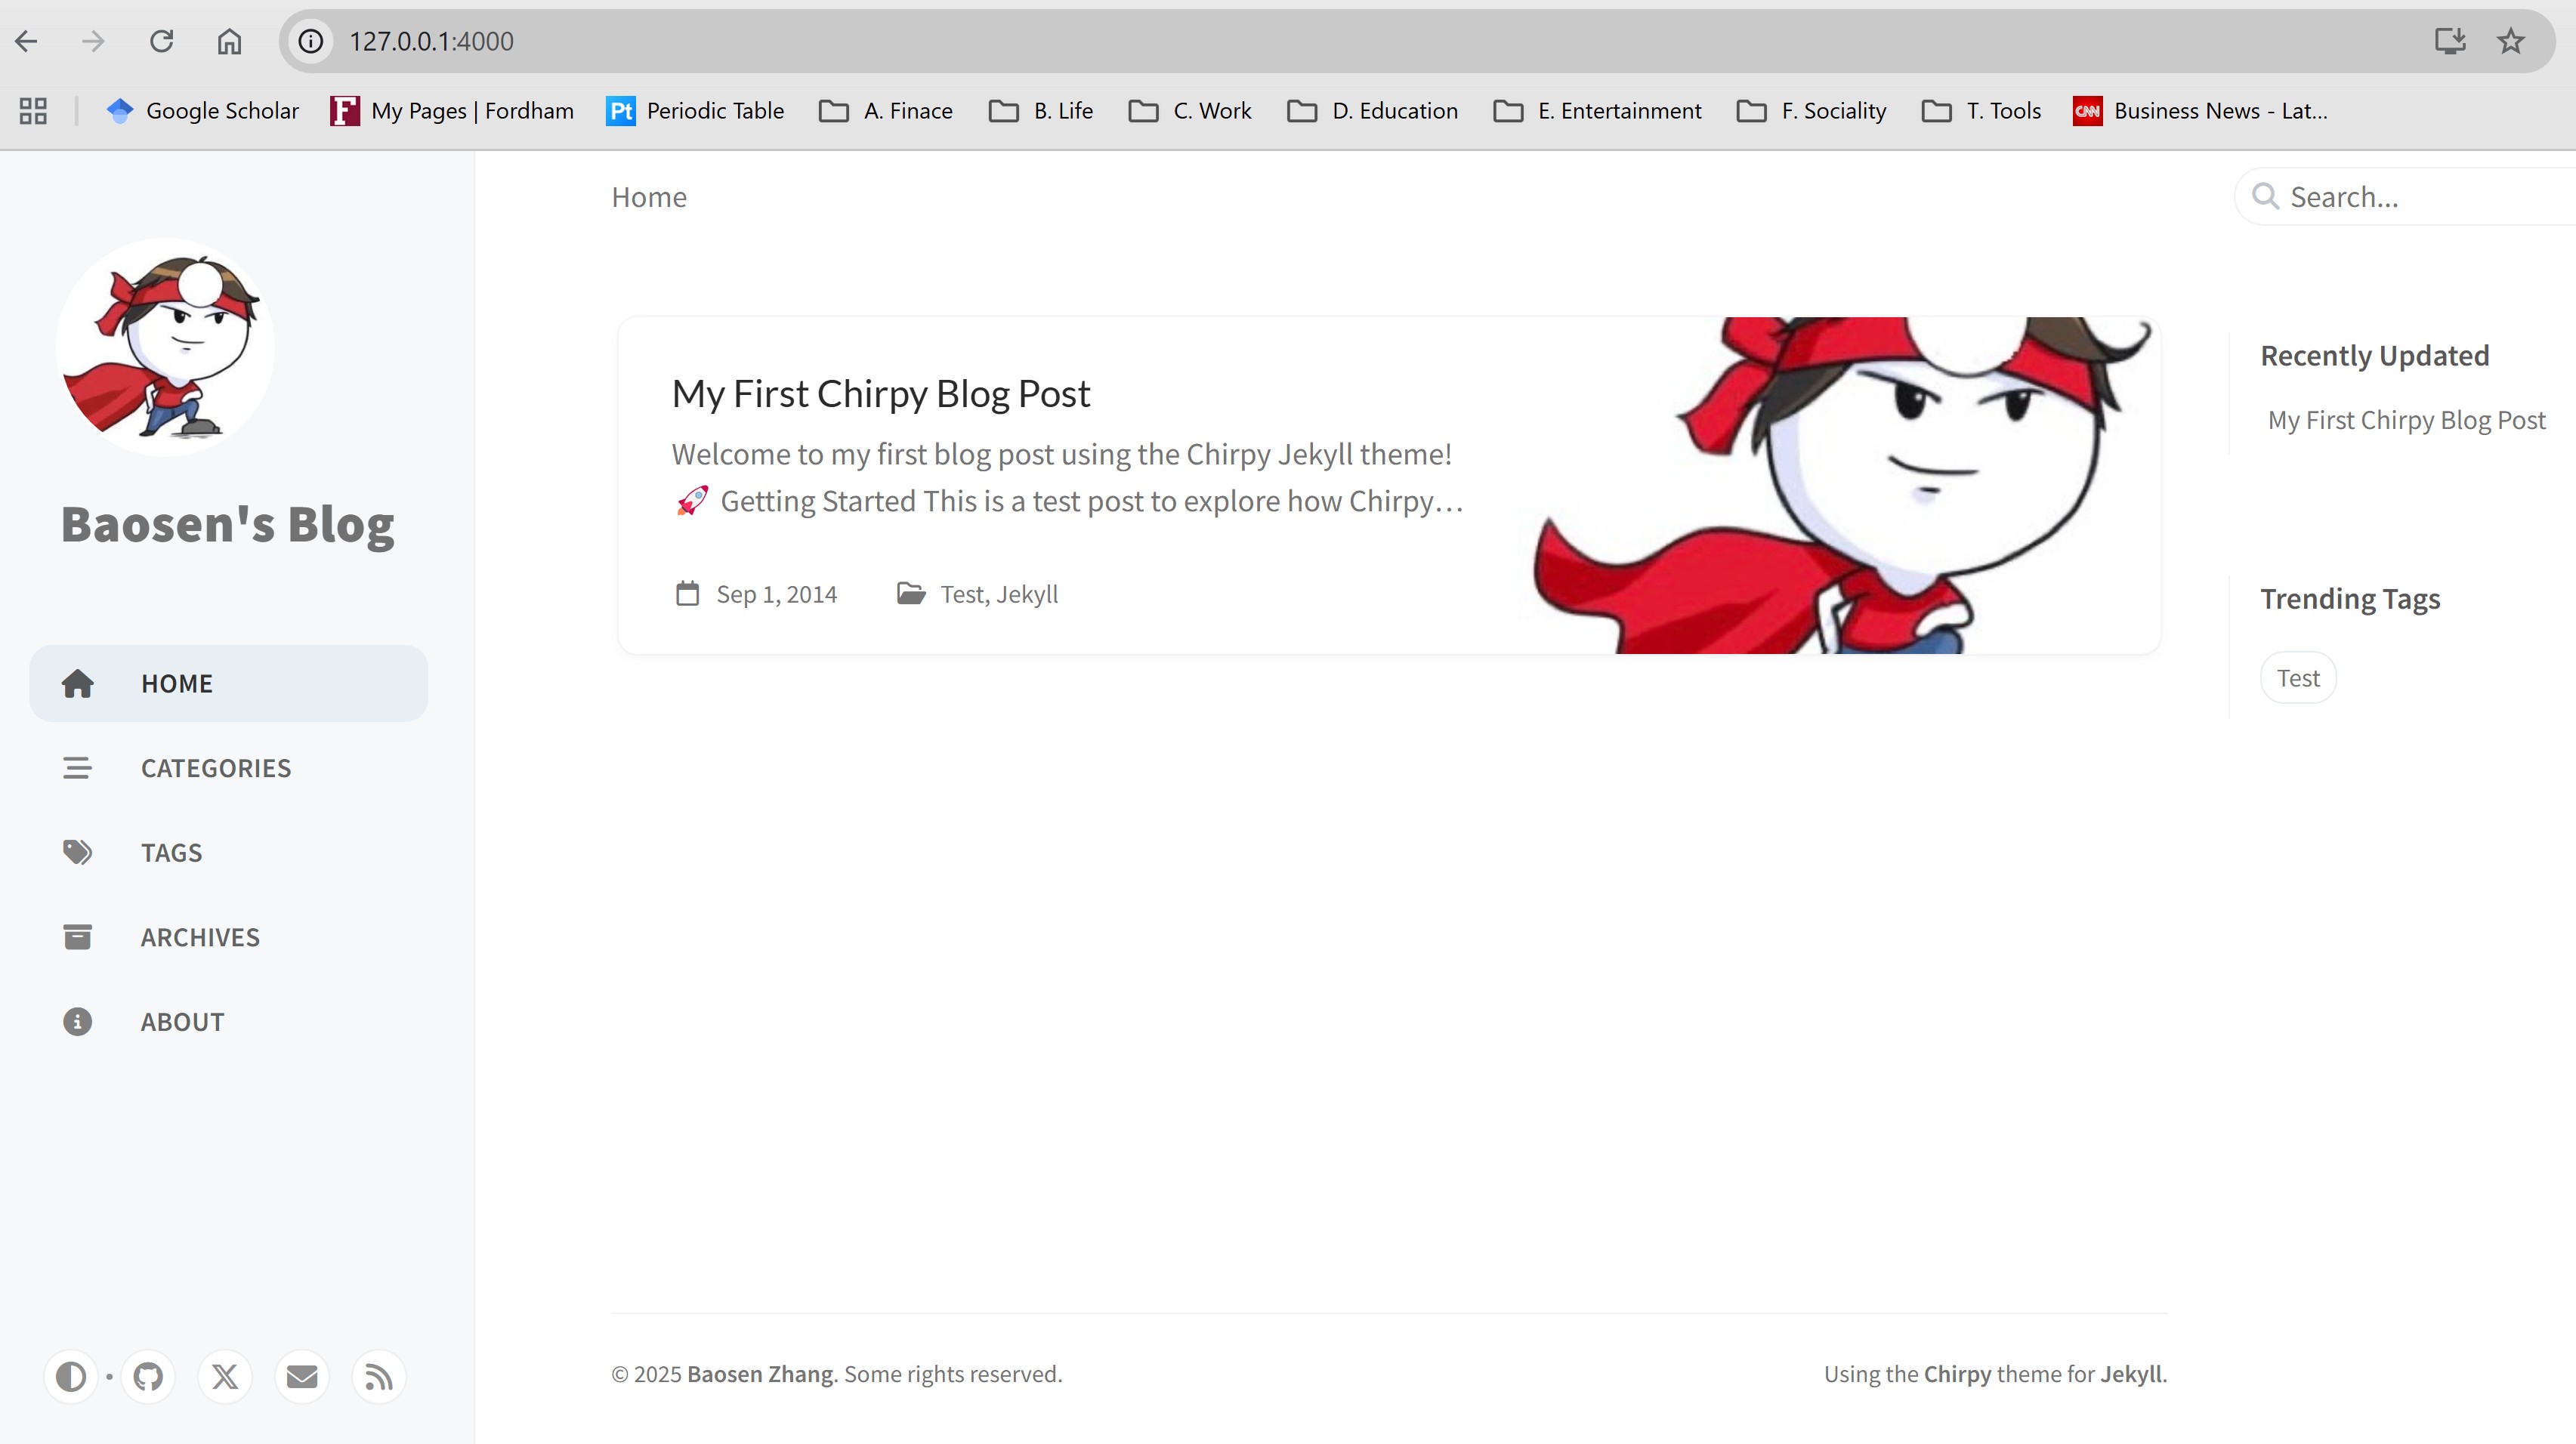 127.0.0.1:4000
Google Scholar
F My Pages | Fordham
Pt Periodic Table
A. Finace
B. Life
C. Work
D. Education
E. Entertainment
F. Sociality
T. Tools
CNN Business News - Lat...
Home
Search...
Baosen's Blog
HOME
CATEGORIES
TAGS
ARCHIVES
ABOUT
My First Chirpy Blog Post
Welcome to my first blog post using the Chirpy Jekyll theme!
🚀 Getting Started This is a test post to explore how Chirpy…
Sep 1, 2014
Test, Jekyll
Recently Updated
My First Chirpy Blog Post
Trending Tags
Test
© 2025 Baosen Zhang. Some rights reserved.
Using the Chirpy theme for Jekyll.